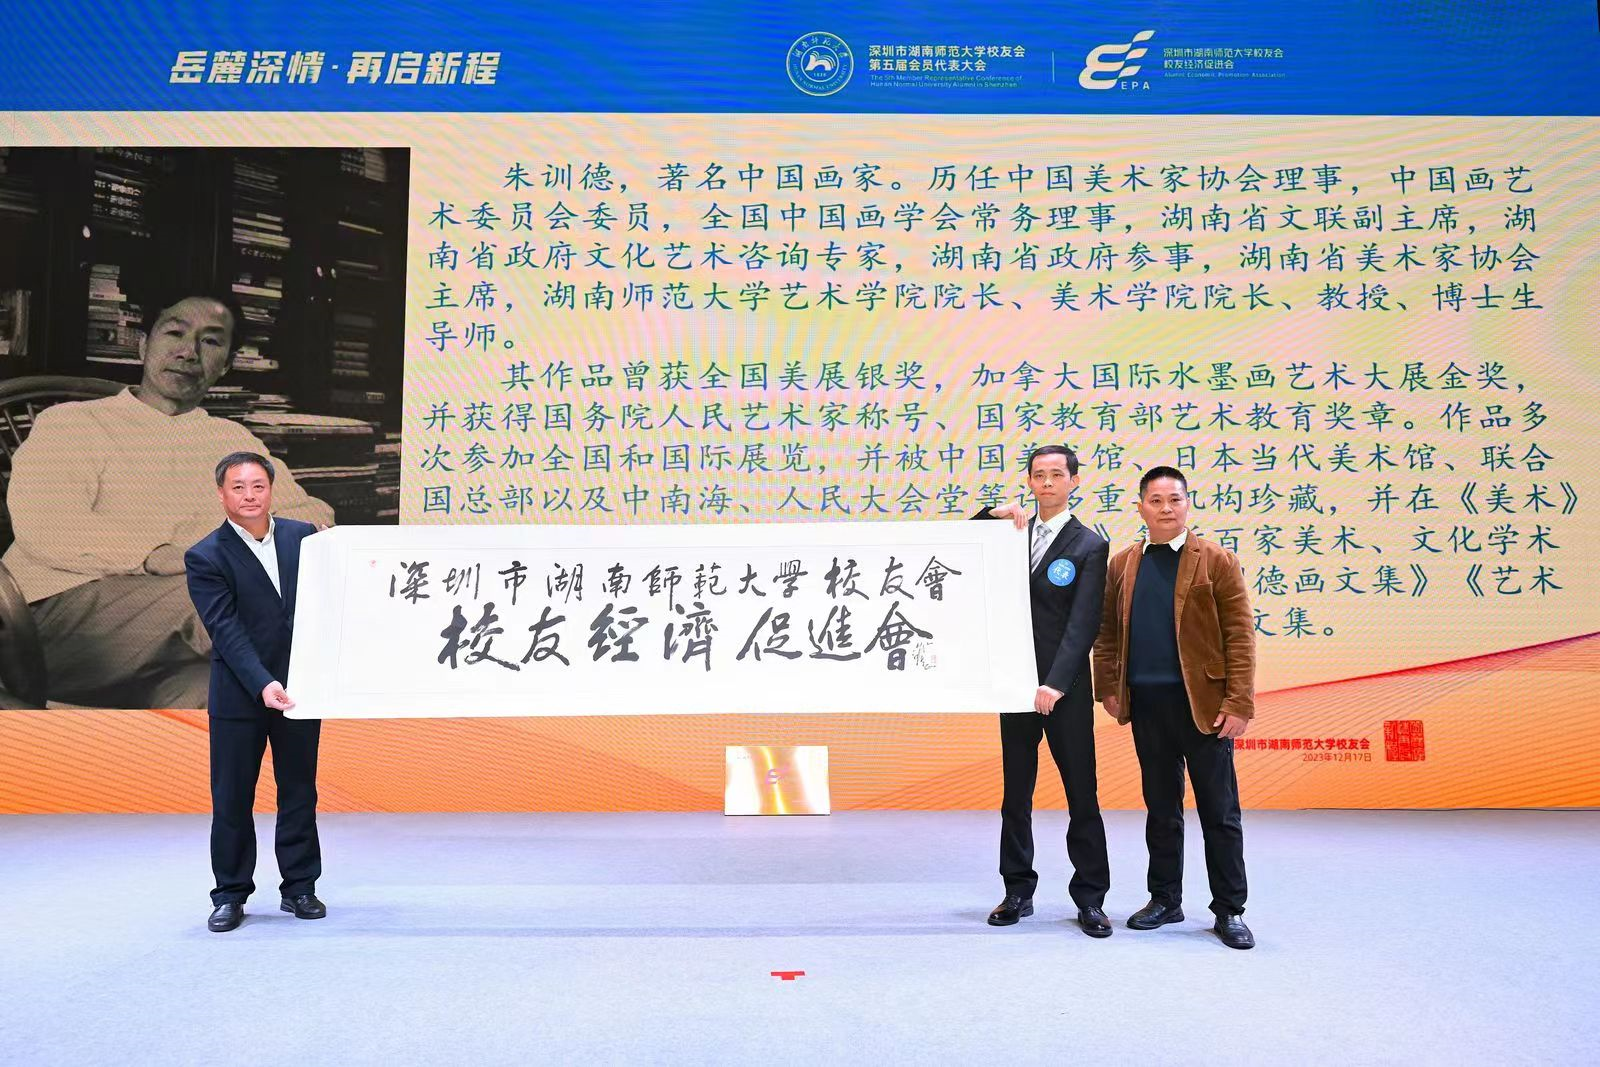 岳麓深情·再启新程
深圳市湖南师范大学校友会
第五届会员代表大会
The 5th Member Representative Conference of
Hunan Normal University Alumni in Shenzhen
EPA
深圳市湖南师范大学校友会
校友经济促进会
Alumni Economic Promotion Association
朱训德，著名中国画家。历任中国美术家协会理事，中国画艺
术委员会委员，全国中国画学会常务理事，湖南省文联副主席，湖
南省政府文化艺术咨询专家，湖南省政府参事，湖南省美术家协会
主席，湖南师范大学艺术学院院长、美术学院院长、教授、博士生
导师。
其作品曾获全国美展银奖，加拿大国际水墨画艺术大展金奖，
并获得国务院人民艺术家称号、国家教育部艺术教育奖章。作品多
次参加全国和国际展览，并被中国美术馆、日本当代美术馆、联合
国总部以及中南海、人民大会堂等许多重要机构珍藏，并在《美术》
》等 百家美术、文化学术
德画文集》《艺术
文集。
深圳市湖南師範大學校友會
校友經濟促進會
代表
深圳市湖南师范大学校友会
2023年12月17日